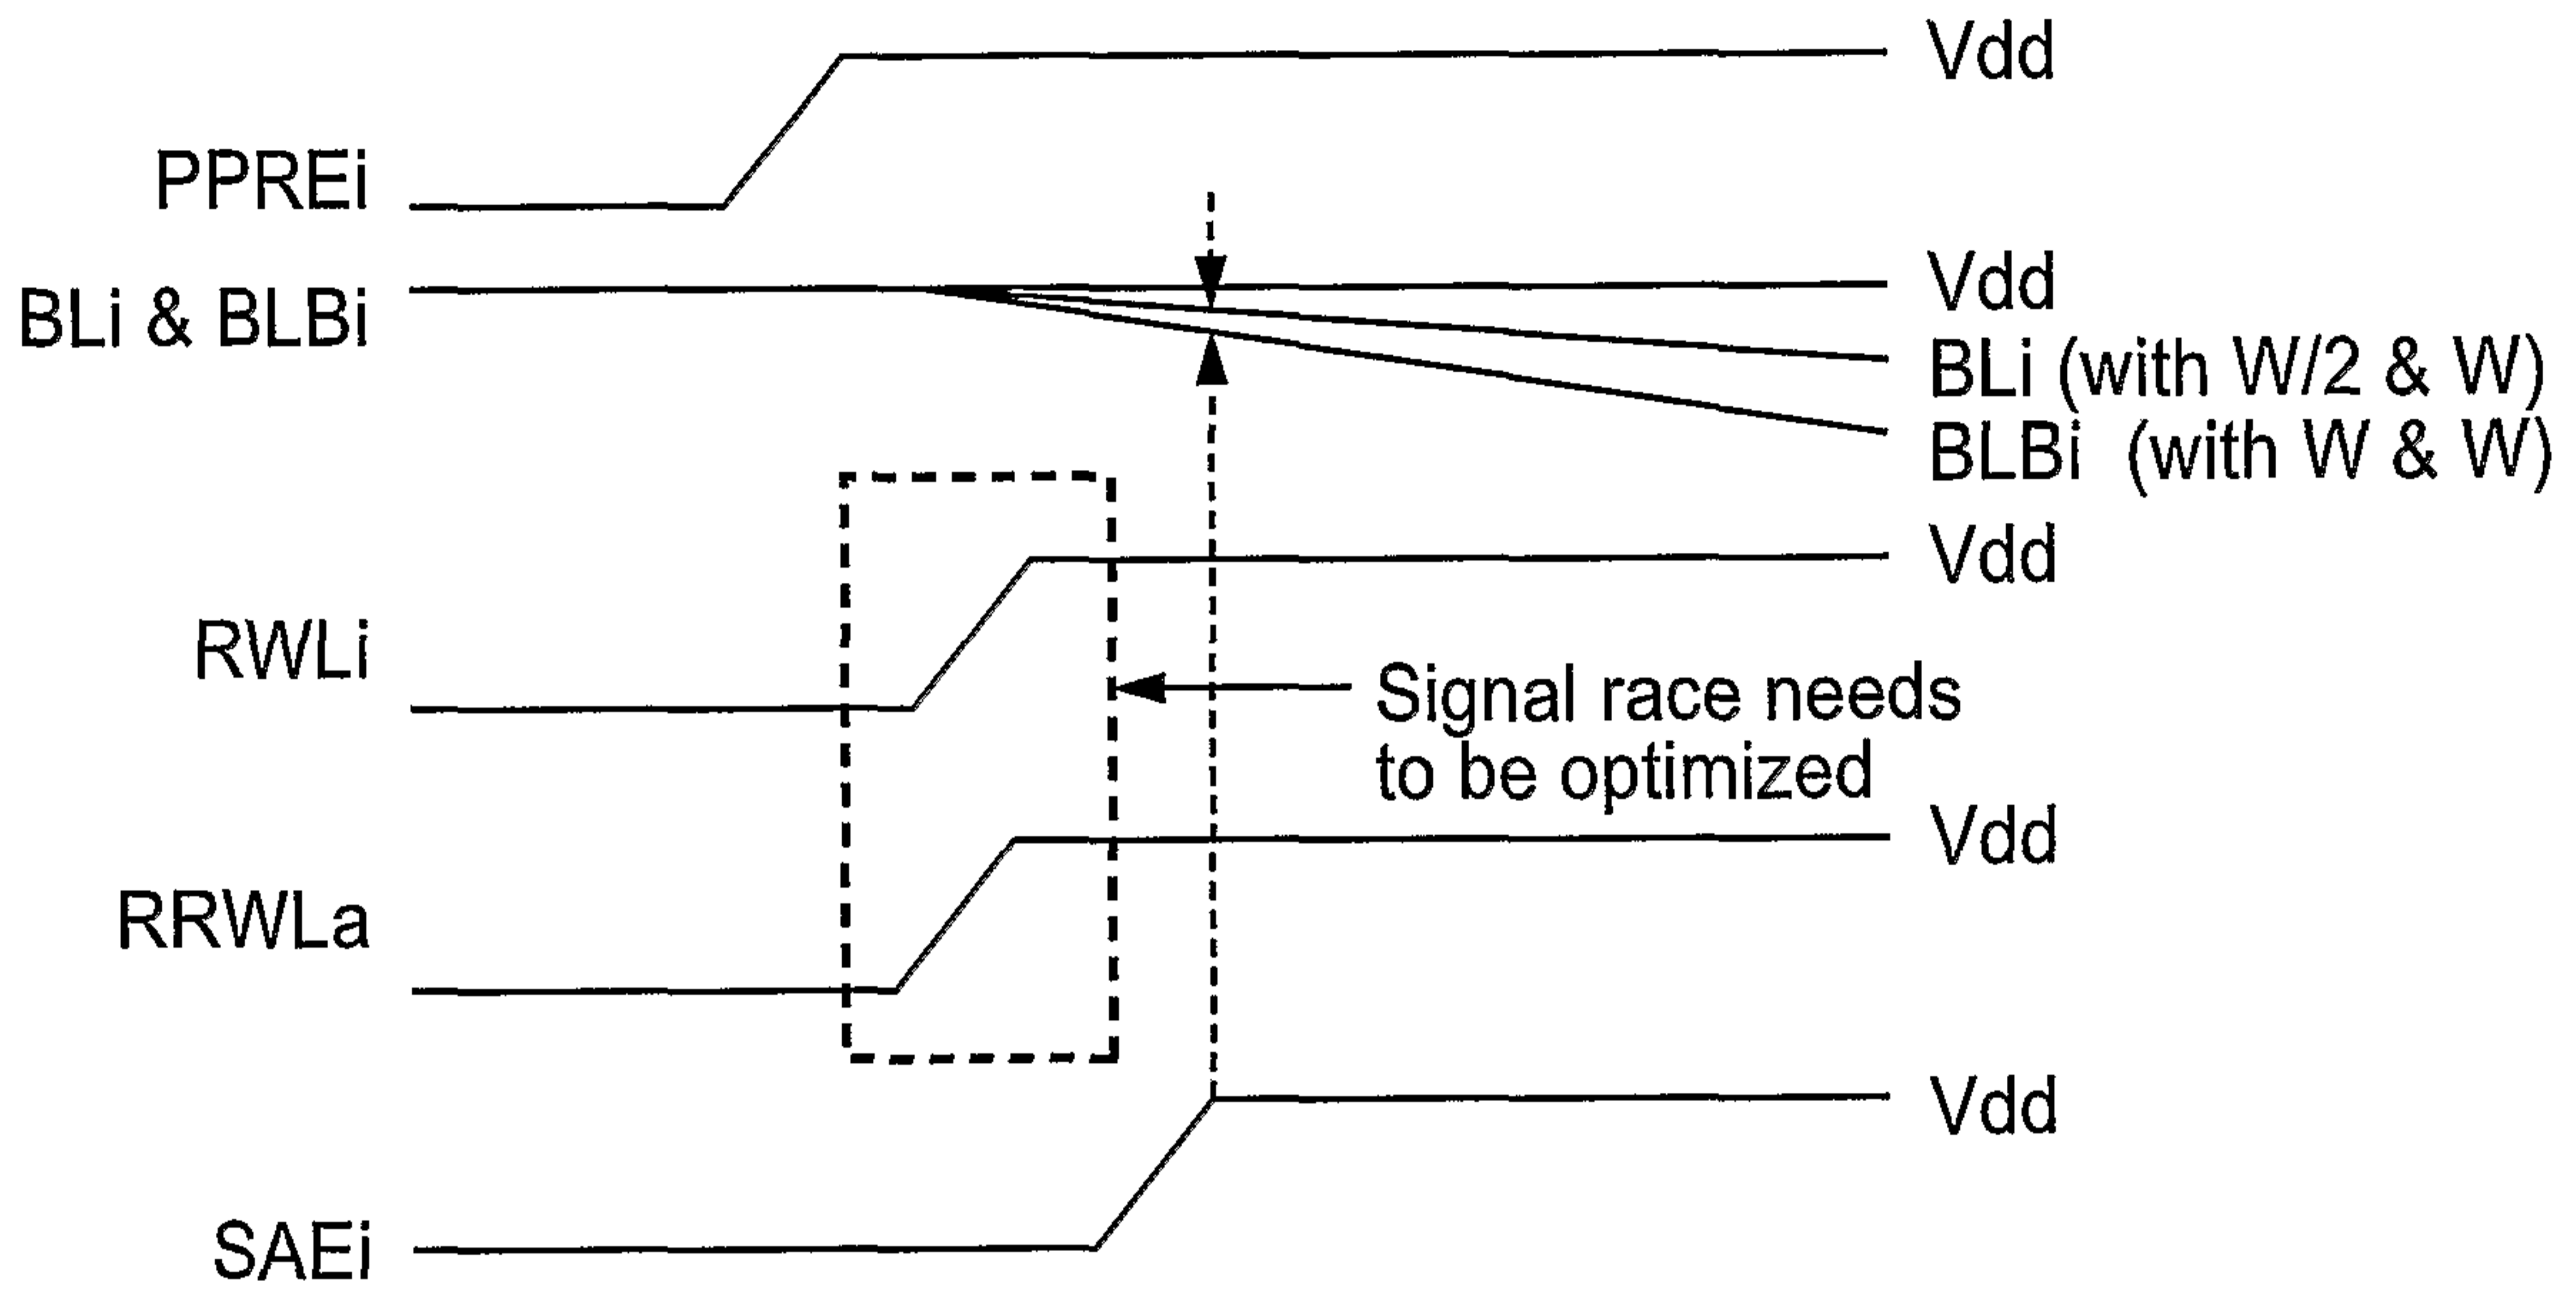 Vdd
PPREi
BLi & BLBi
Vdd
BLi (with W/2 & W)
BLBi (with W & W)
Vdd
RWLi
Signal race needs
to be optimized
Vdd
RRWLa
Vdd
SAEi